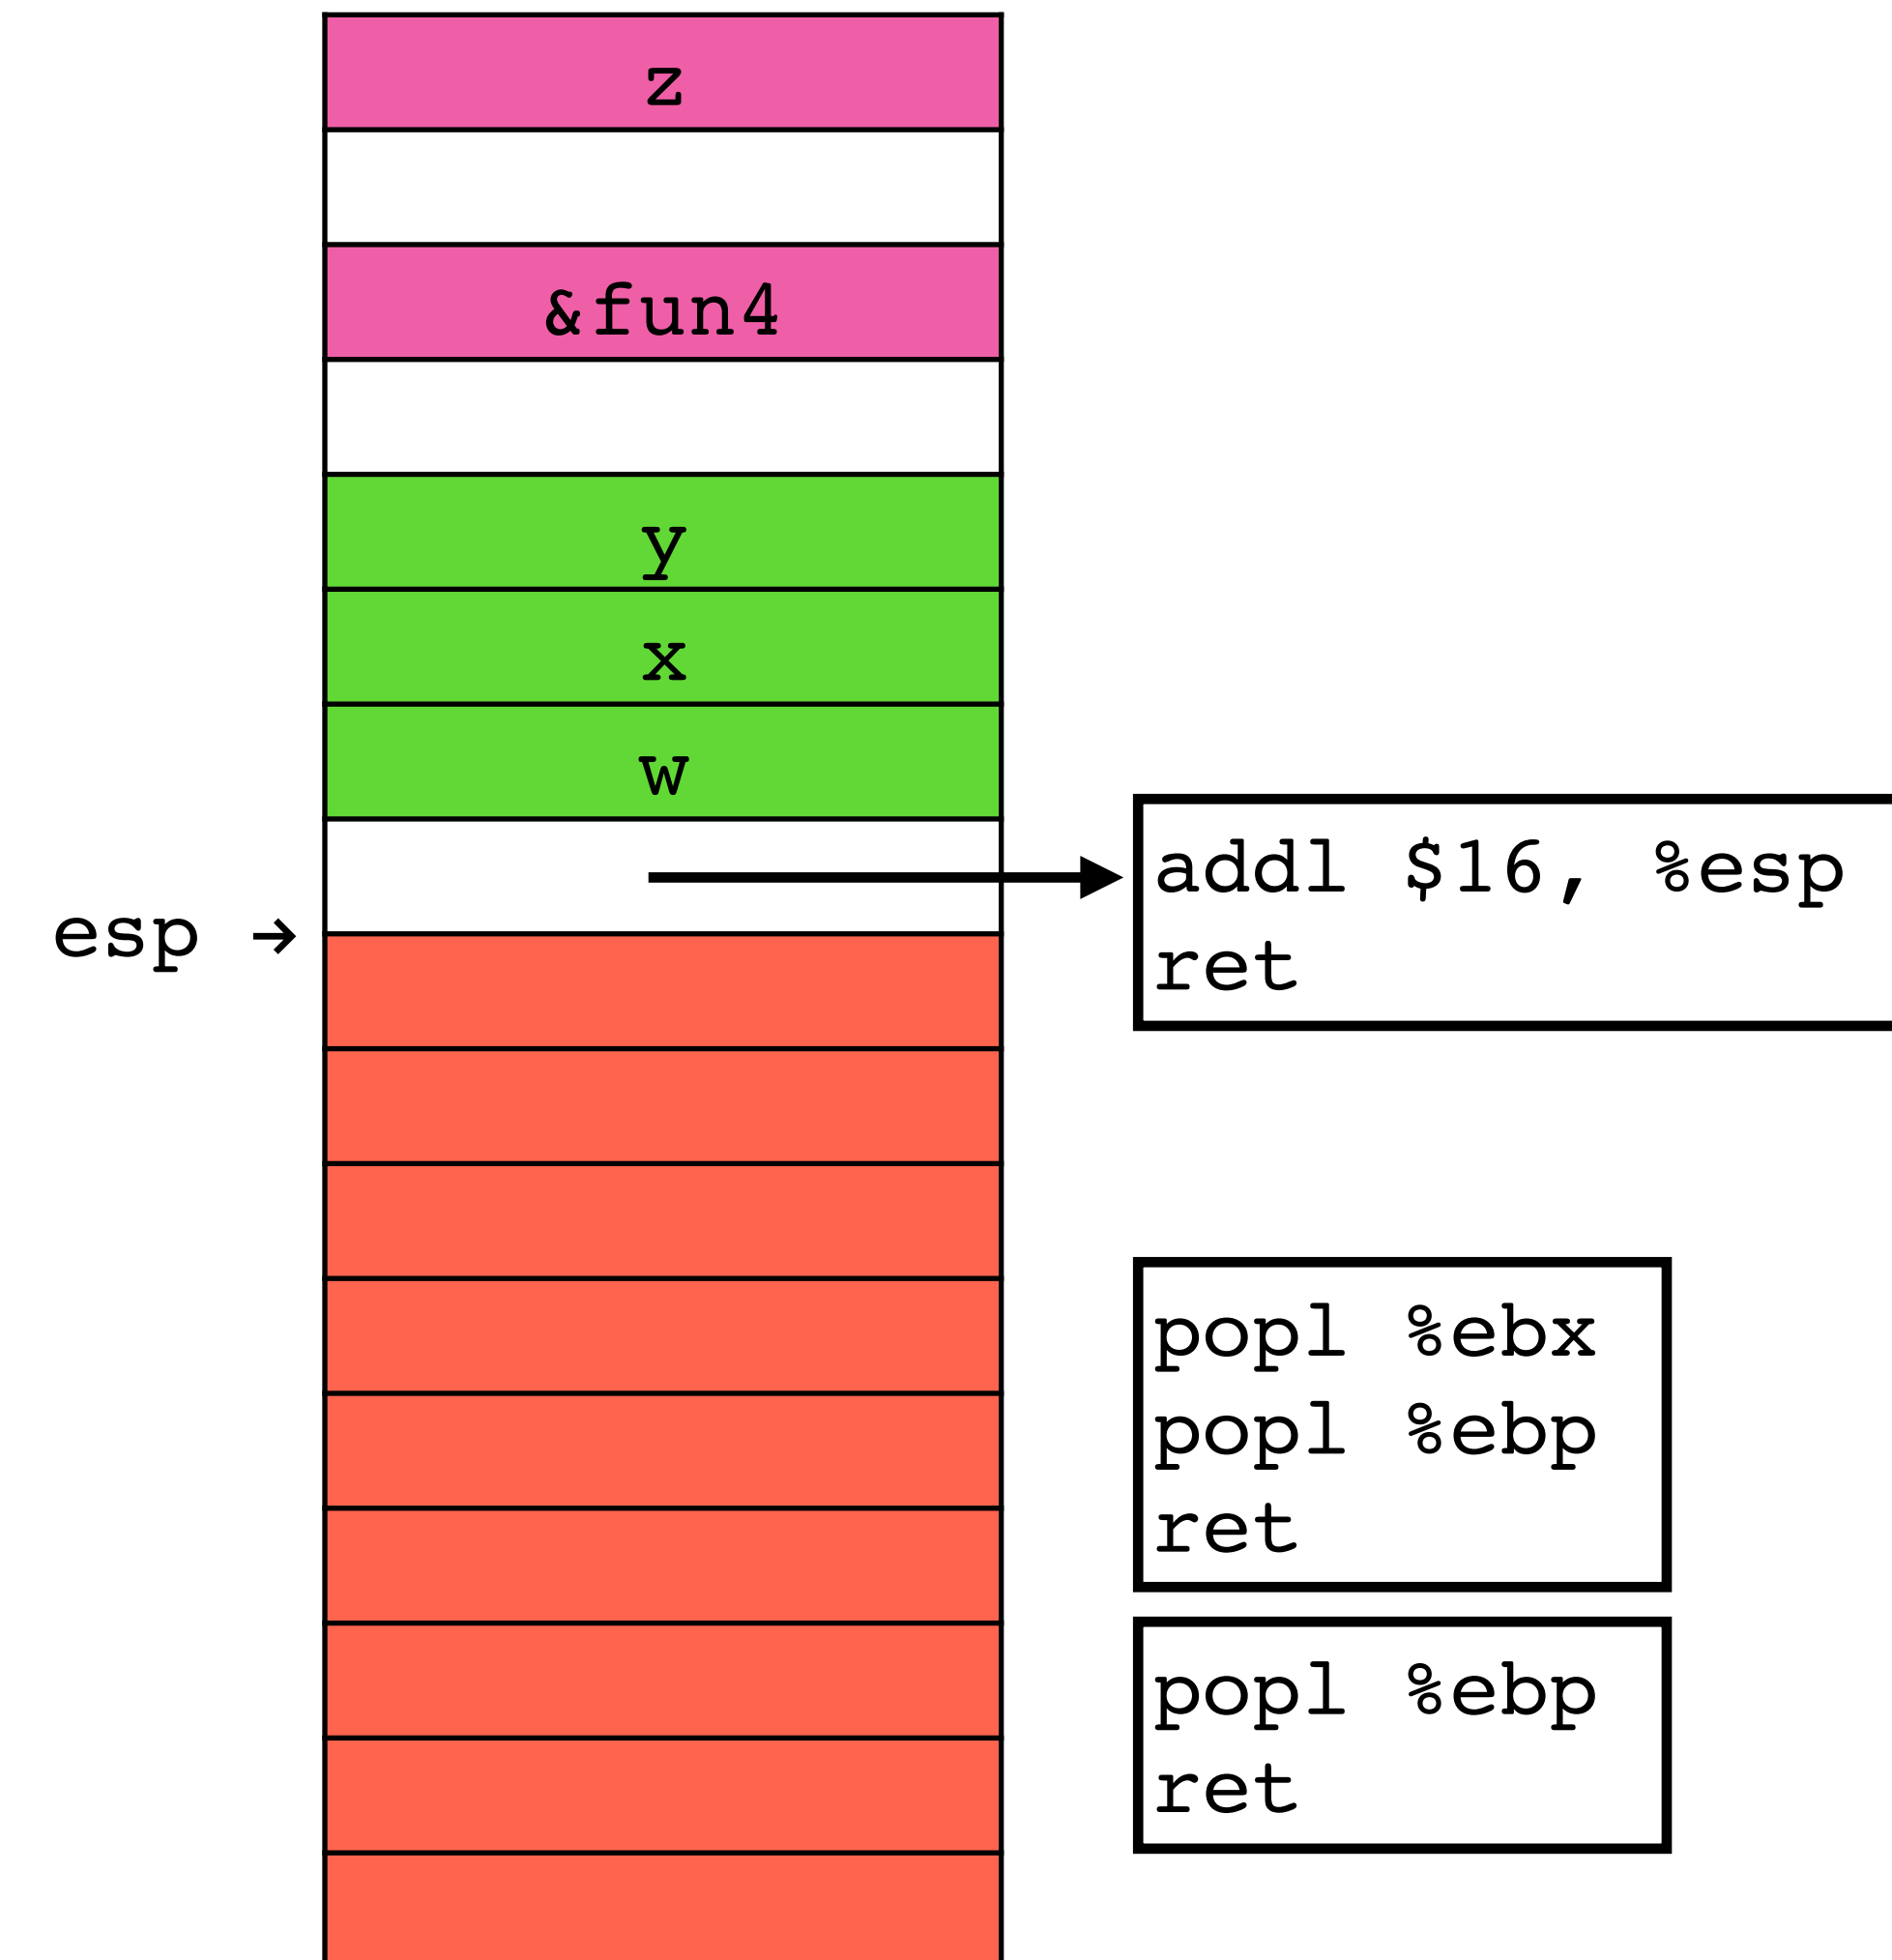 z
&fun4
y
x
w
esp →
addl $16, %esp
ret
popl %ebx
popl %ebp
ret
popl %ebp
ret